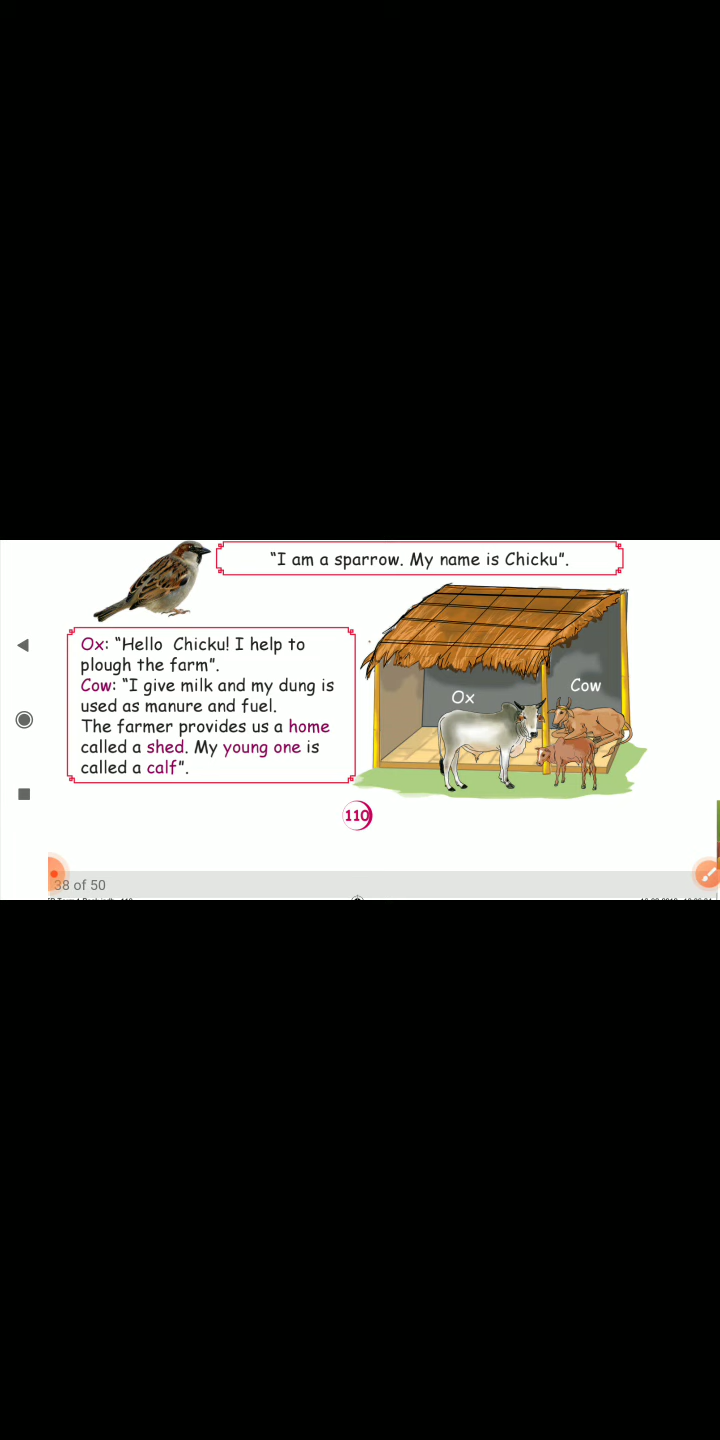 "I am a sparrow. My name is Chicku".
Ox: "Hello Chicku! I help to
plough the farm".
Cow: "I give milk and my dung is
used as manure and fuel.
The farmer provides us a home
called a shed. My young one is
called a calf".
Ox
Cow
110
38 of 50